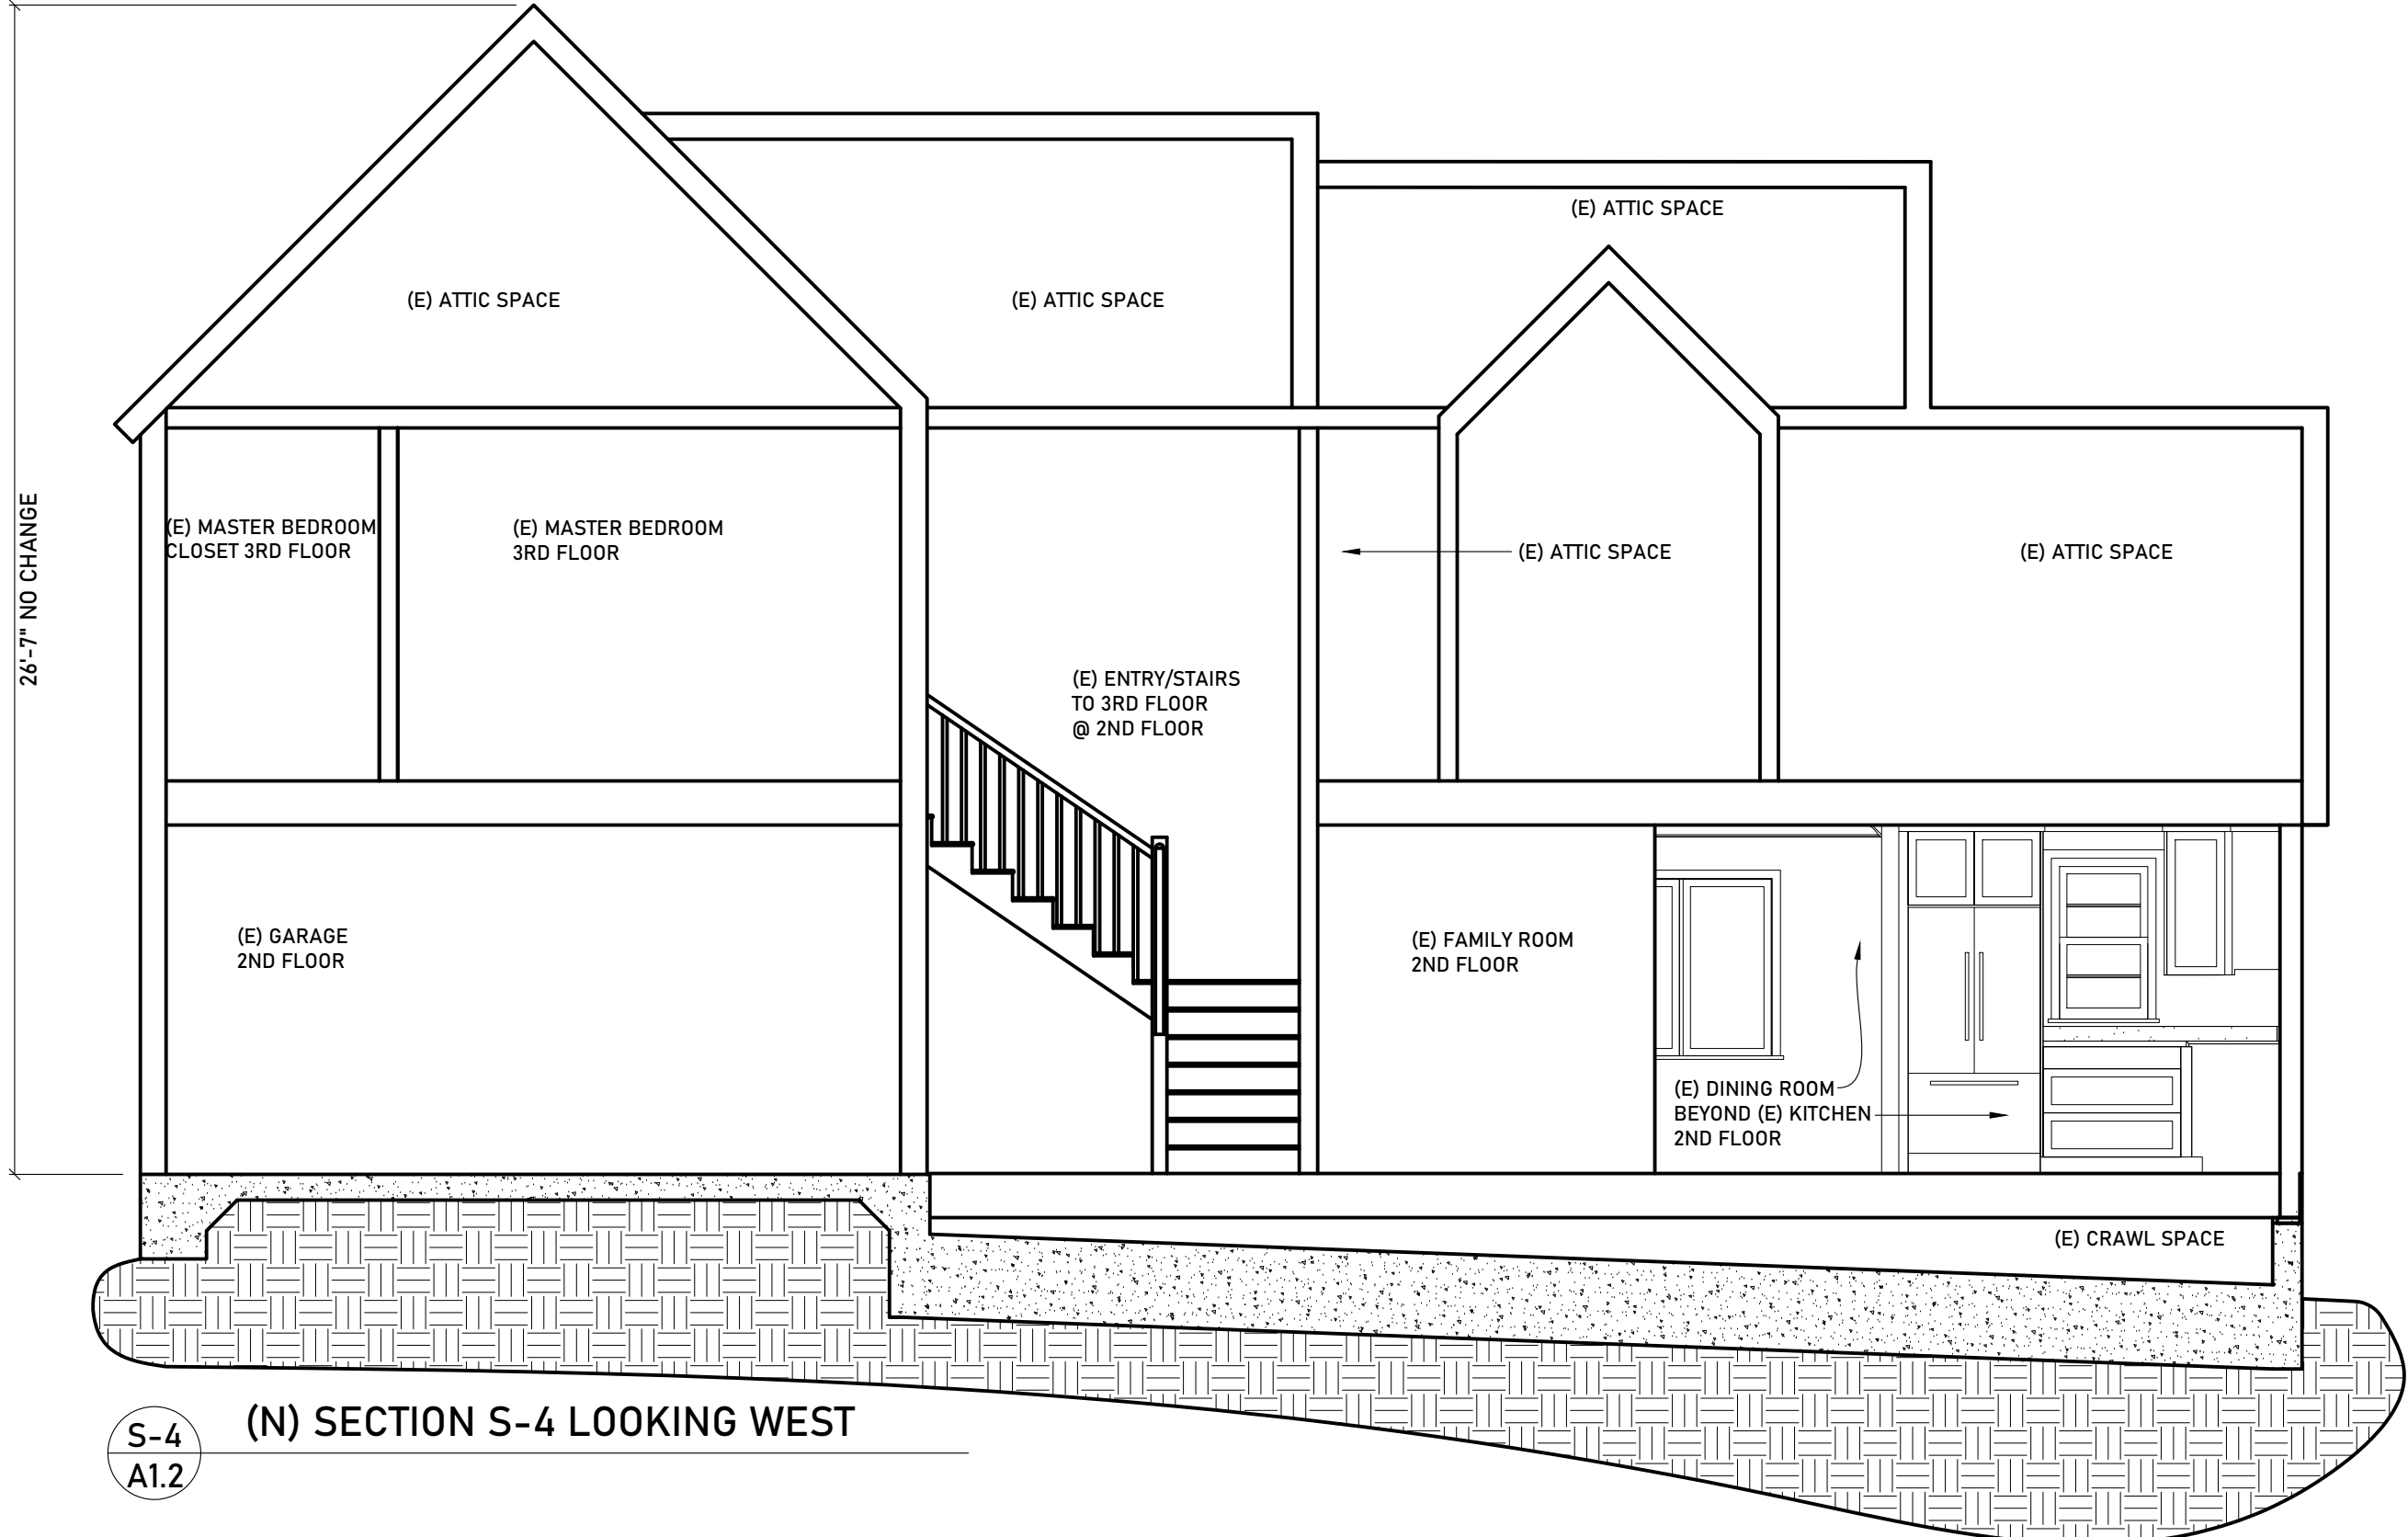 (E) ATTIC SPACE
(E) ATTIC SPACE
(E) ATTIC SPACE
26'-7" NO CHANGE
(E) MASTER BEDROOM
CLOSET 3RD FLOOR
(E) MASTER BEDROOM
3RD FLOOR
(E) ATTIC SPACE
(E) ATTIC SPACE
(E) ENTRY/STAIRS
TO 3RD FLOOR
@ 2ND FLOOR
(E) GARAGE
2ND FLOOR
(E) FAMILY ROOM
2ND FLOOR
(E) DINING ROOM
BEYOND (E) KITCHEN
2ND FLOOR
(E) CRAWL SPACE
S-4
A1.2
(N) SECTION S-4 LOOKING WEST